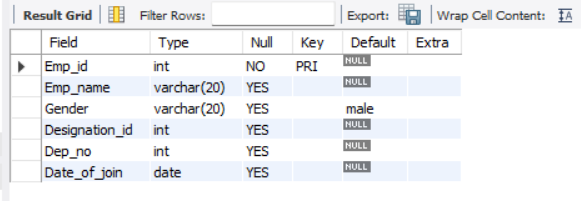 Result Grid Filter Rows: Export: Wrap Cell Content: IA
Field Type Null Key Default Extra
Emp_id int NO PRI NULL
Emp_name varchar(20) YES NULL
Gender varchar(20) YES male
Designation_id int YES NULL
Dep_no int YES NULL
Date_of_join date YES NULL